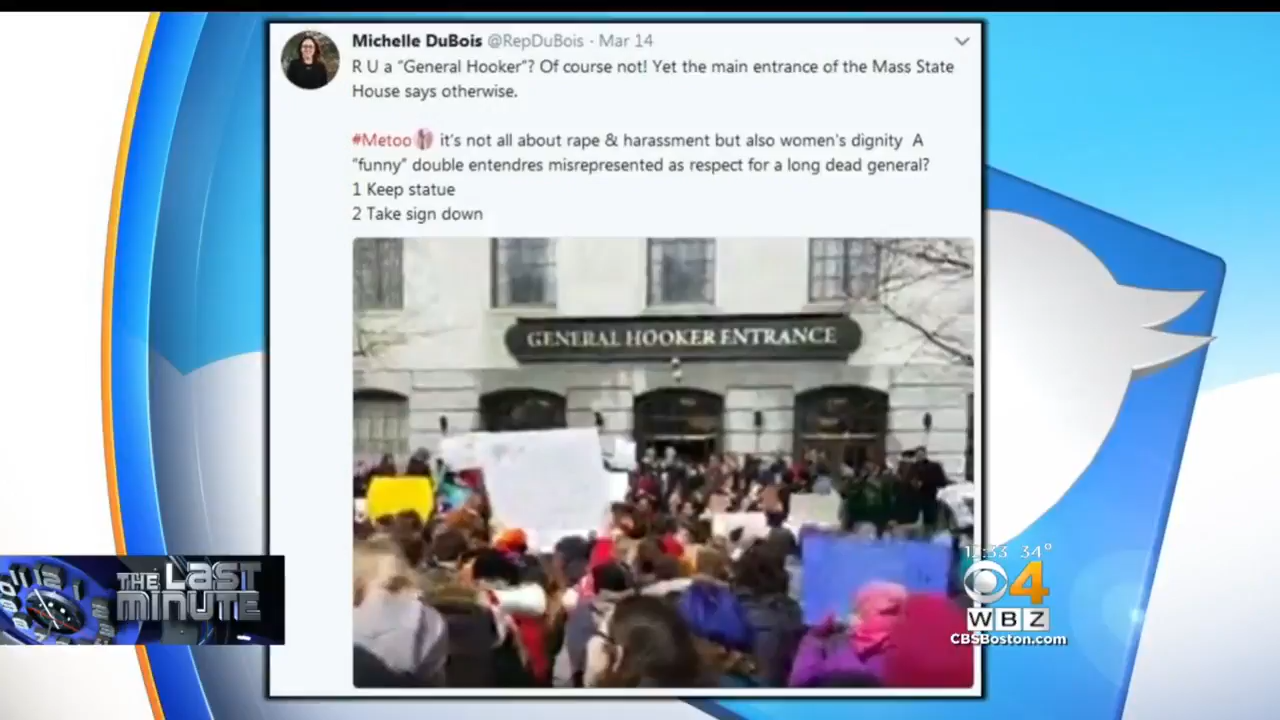 Michelle DuBois @RepDuBois · Mar 14
R U a "General Hooker"? Of course not! Yet the main entrance of the Mass State
House says otherwise.
#Metoo it's not all about rape & harassment but also women's dignity A
"funny" double entendres misrepresented as respect for a long dead general?
1 Keep statue
2 Take sign down
GENERAL HOOKER ENTRANCE
THE LAST
MINUTE
34°
4
WBZ
CBSBoston.com